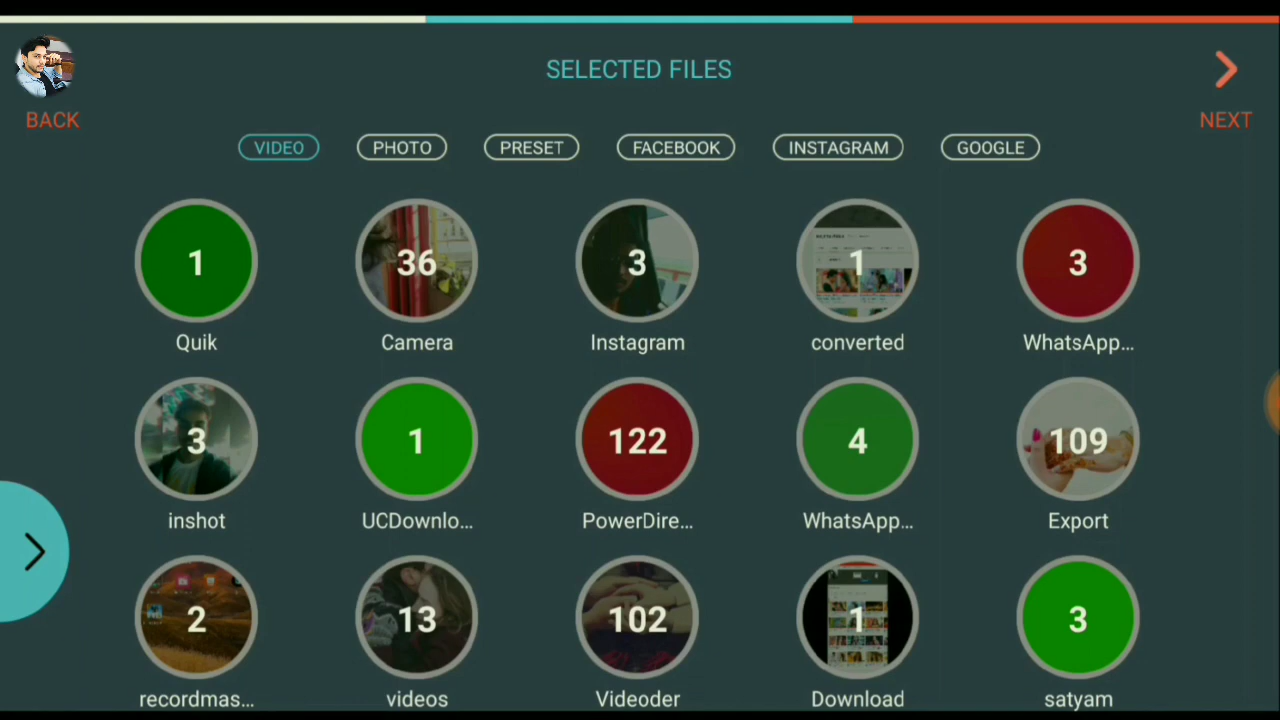 SELECTED FILES
BACK
NEXT
VIDEO PHOTO PRESET FACEBOOK INSTAGRAM GOOGLE
1 36 3 1 3
Quik Camera Instagram converted WhatsApp...
3 1 122 4 109
inshot UCDownlo... PowerDire... WhatsApp... Export
2 13 102 1 3
recordmas... videos Videoder Download satyam